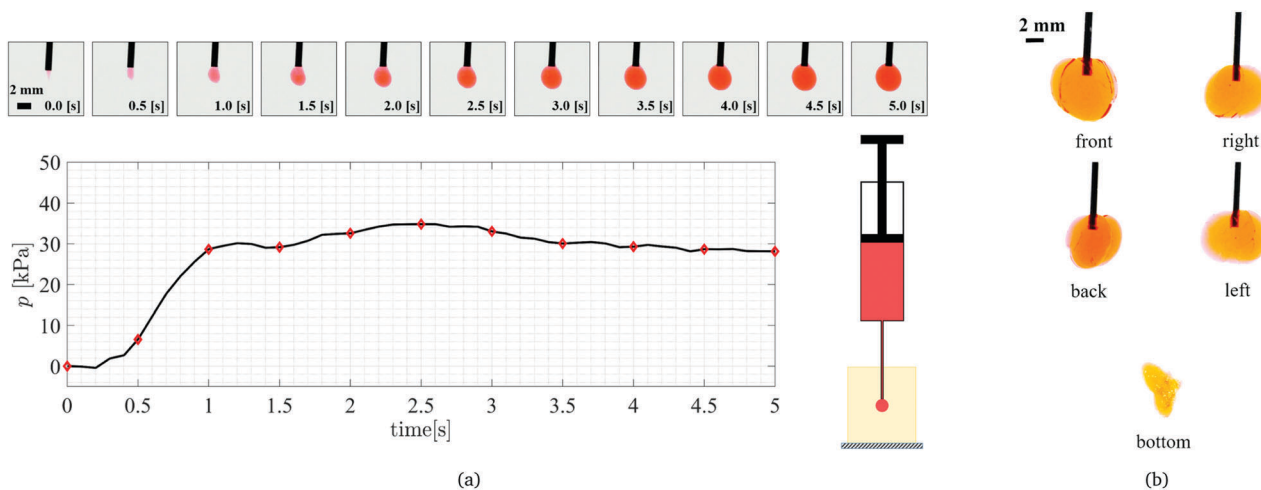 2 mm
0.0 [s]
0.5 [s]
1.0 [s]
1.5 [s]
2.0 [s]
2.5 [s]
3.0 [s]
3.5 [s]
4.0 [s]
4.5 [s]
5.0 [s]
50
40
30
20
10
0
p [kPa]
0 0.5 1 1.5 2 2.5 3 3.5 4 4.5 5
time[s]
(a)
2 mm
front
right
back
left
bottom
(b)